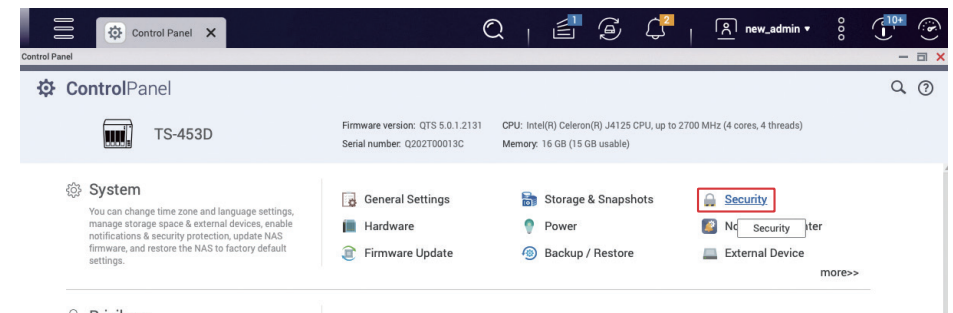 Control Panel
1
2
new_admin
10+
Control Panel
ControlPanel
TS-453D
Firmware version: QTS 5.0.1.2131
CPU: Intel(R) Celeron(R) J4125 CPU, up to 2700 MHz (4 cores, 4 threads)
Serial number: Q202T00013C
Memory: 16 GB (15 GB usable)
System
You can change time zone and language settings,
manage storage space & external devices, enable
notifications & security protection, update NAS
firmware, and restore the NAS to factory default
settings.
General Settings
Storage & Snapshots
Security
Hardware
Power
Security
Firmware Update
Backup / Restore
External Device
more>>